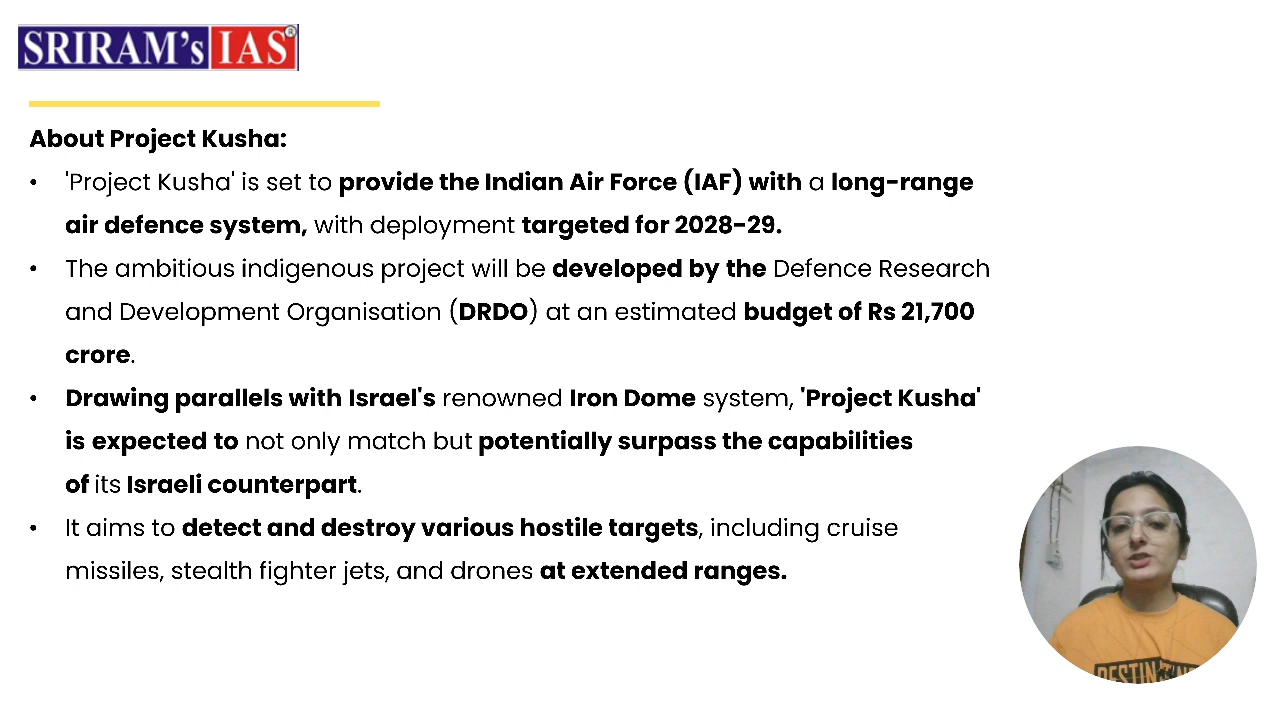 SRIRAM's IAS®
About Project Kusha:
• 'Project Kusha' is set to provide the Indian Air Force (IAF) with a long-range
air defence system, with deployment targeted for 2028-29.
• The ambitious indigenous project will be developed by the Defence Research
and Development Organisation (DRDO) at an estimated budget of Rs 21,700
crore.
• Drawing parallels with Israel's renowned Iron Dome system, 'Project Kusha'
is expected to not only match but potentially surpass the capabilities
of its Israeli counterpart.
• It aims to detect and destroy various hostile targets, including cruise
missiles, stealth fighter jets, and drones at extended ranges.